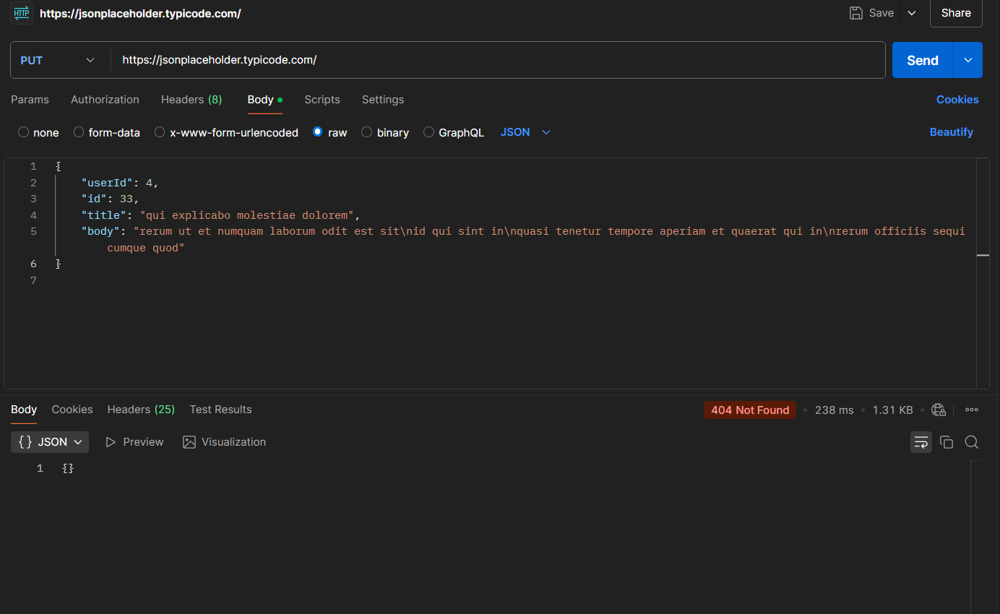 HTTP https://jsonplaceholder.typicode.com/ Save Share
PUT https://jsonplaceholder.typicode.com/ Send
Params Authorization Headers (8) Body Scripts Settings Cookies
none form-data x-www-form-urlencoded raw binary GraphQL JSON Beautify
1 {
2 "userId": 4,
3 "id": 33,
4 "title": "qui explicabo molestiae dolorem",
5 "body": "rerum ut et numquam laborum odit est sit\nid qui sint in\nquasi tenetur tempore aperiam et quaerat qui in\nrerum officiis sequi
cumque quod"
6 }
7
Body Cookies Headers (25) Test Results 404 Not Found • 238 ms • 1.31 KB •
{} JSON Preview Visualization
1 {}